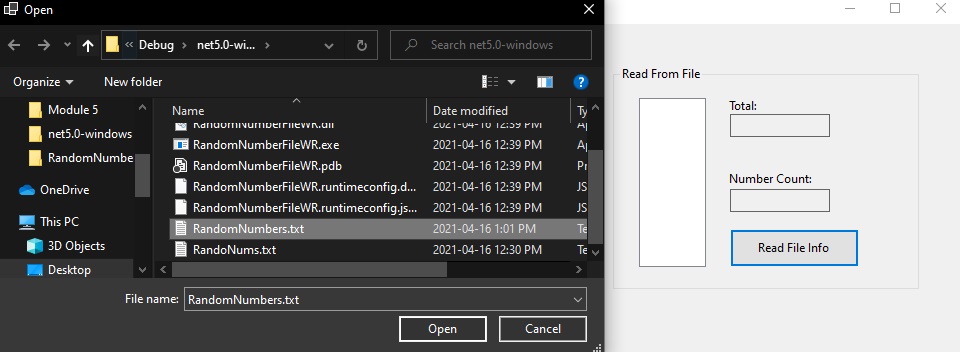 Open
« Debug > net5.0-wi... >
Search net5.0-windows
Organize
New folder
Module 5
net5.0-windows
RandomNumbe
OneDrive
This PC
3D Objects
Desktop
Name Date modified Ty
RandomNumberFileWR.dll 2021-04-16 12:39 PM Ap
RandomNumberFileWR.exe 2021-04-16 12:39 PM Ap
RandomNumberFileWR.pdb 2021-04-16 12:39 PM Pr
RandomNumberFileWR.runtimeconfig.d... 2021-04-16 12:39 PM JS
RandomNumberFileWR.runtimeconfig.js... 2021-04-16 12:39 PM JS
RandomNumbers.txt 2021-04-16 1:01 PM Te
RandoNums.txt 2021-04-16 12:30 PM Te
File name: RandomNumbers.txt
Open Cancel
Read From File
Total:
Number Count:
Read File Info